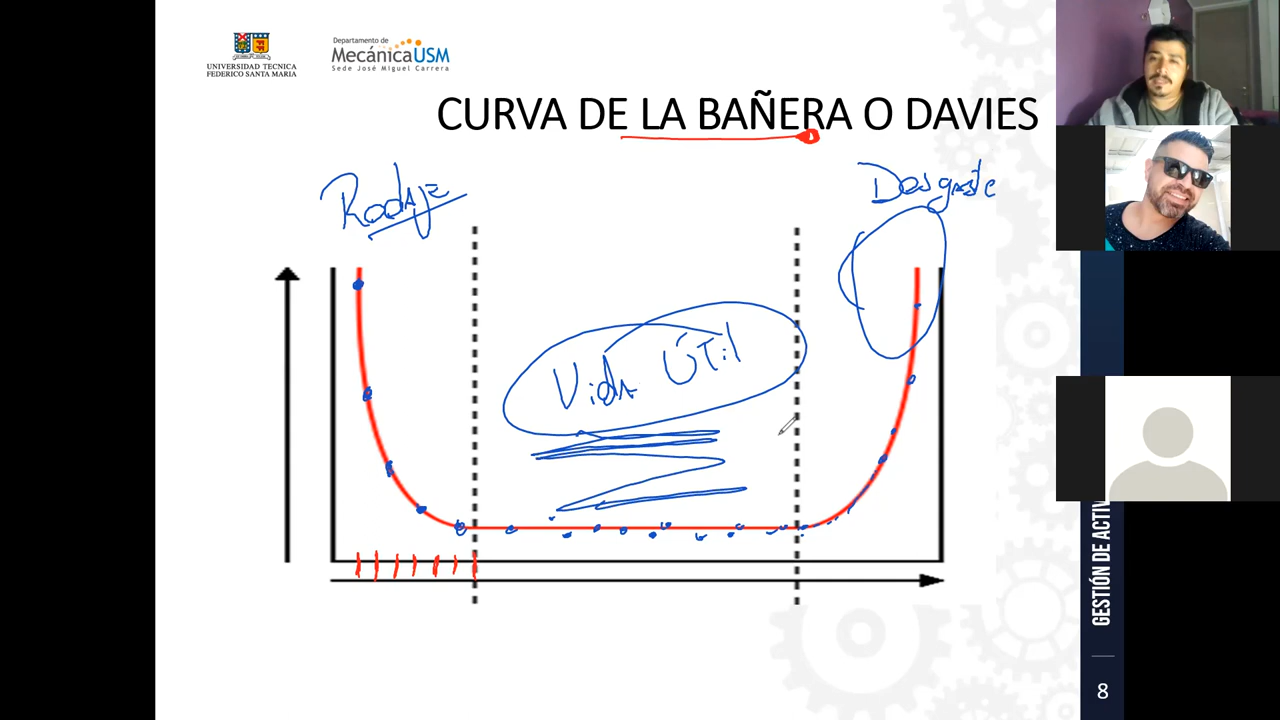 UNIVERSIDAD TECNICA
FEDERICO SANTA MARIA
Departamento de
MecánicaUSM
Sede José Miguel Carrera
CURVA DE LA BAÑERA O DAVIES
Rodaje
Desgaste
Vida Útil
GESTIÓN DE ACTIV
8